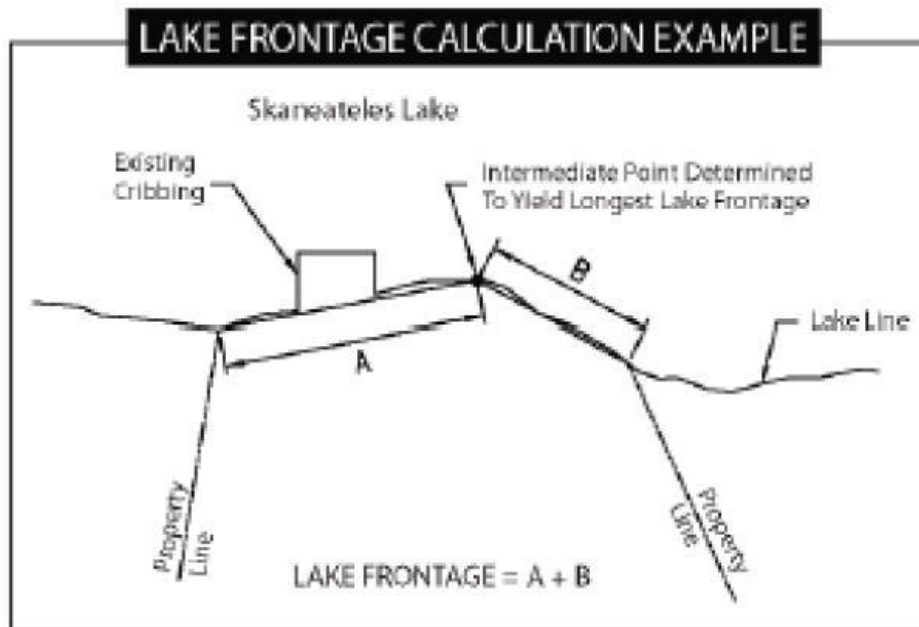 LAKE FRONTAGE CALCULATION EXAMPLE
Skaneateles Lake
Existing
Cribbing
Intermediate Point Determined
To Yield Longest Lake Frontage
B
A
Lake Line
Property
Line
Property
Line
LAKE FRONTAGE = A + B